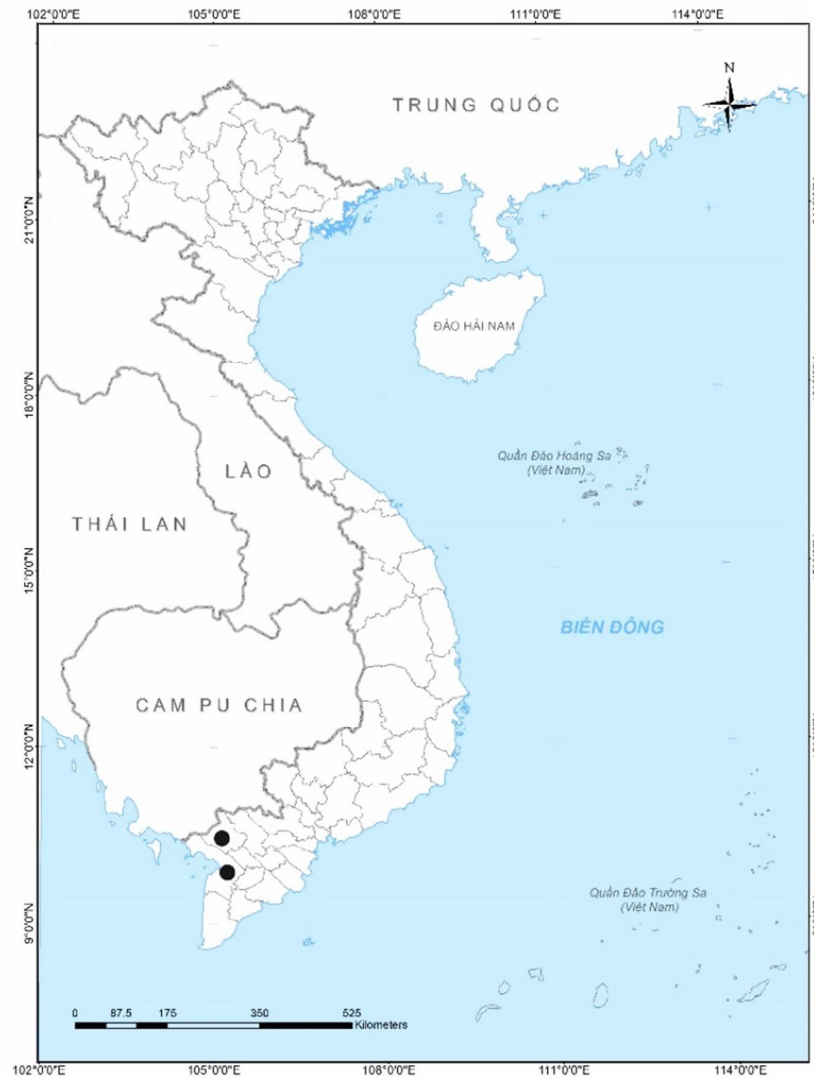 102°0'0"E 105°0'0"E 108°0'0"E 111°0'0"E 114°0'0"E
N
TRUNG QUỐC
21°0'0"N
ĐẢO HẢI NAM
18°0'0"N
Quần Đảo Hoàng Sa
(Việt Nam)
LÀO
THÁI LAN
15°0'0"N
BIỂN ĐÔNG
CAM PU CHIA
12°0'0"N
Quần Đảo Trường Sa
(Việt Nam)
9°0'0"N
0 87.5 175 350 525
Kilometers
102°0'0"E 105°0'0"E 108°0'0"E 111°0'0"E 114°0'0"E